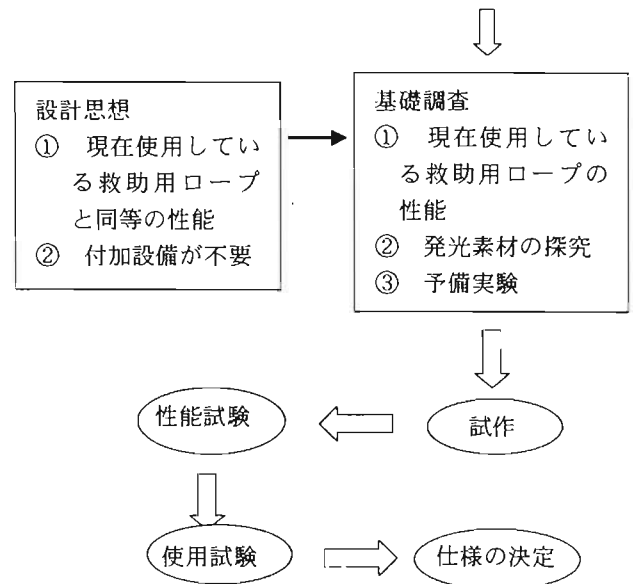 設計思想
① 現在使用してい
る救助用ロープ
と同等の性能
② 付加設備が不要
基礎調査
① 現在使用してい
る救助用ロープの
性能
② 発光素材の探究
③ 予備実験
性能試験
試作
使用試験
仕様の決定